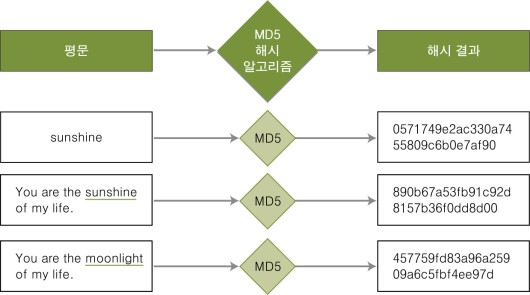 평문
MD5
해시
알고리즘
해시 결과
sunshine
MD5
0571749e2ac330a74
55809c6b0e7af90
You are the sunshine
of my life.
MD5
890b67a53fb91c92d
8157b36f0dd8d00
You are the moonlight
of my life.
MD5
457759fd83a96a259
09a6c5fbf4ee97d